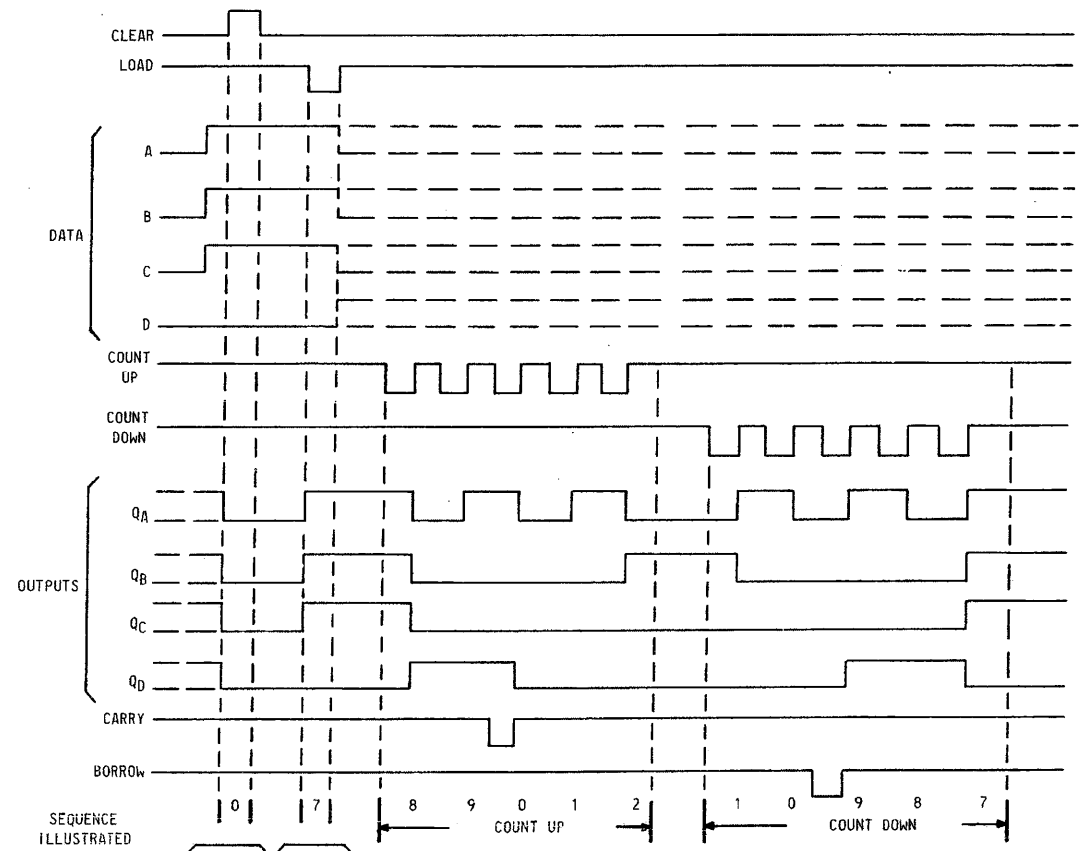 CLEAR
LOAD
A
B
DATA
C
D
COUNT
UP
COUNT
DOWN
QA
QB
OUTPUTS
QC
QD
CARRY
BORROW
SEQUENCE
ILLUSTRATED
0 7 8 9 0 1 2 1 0 9 8 7
COUNT UP COUNT DOWN